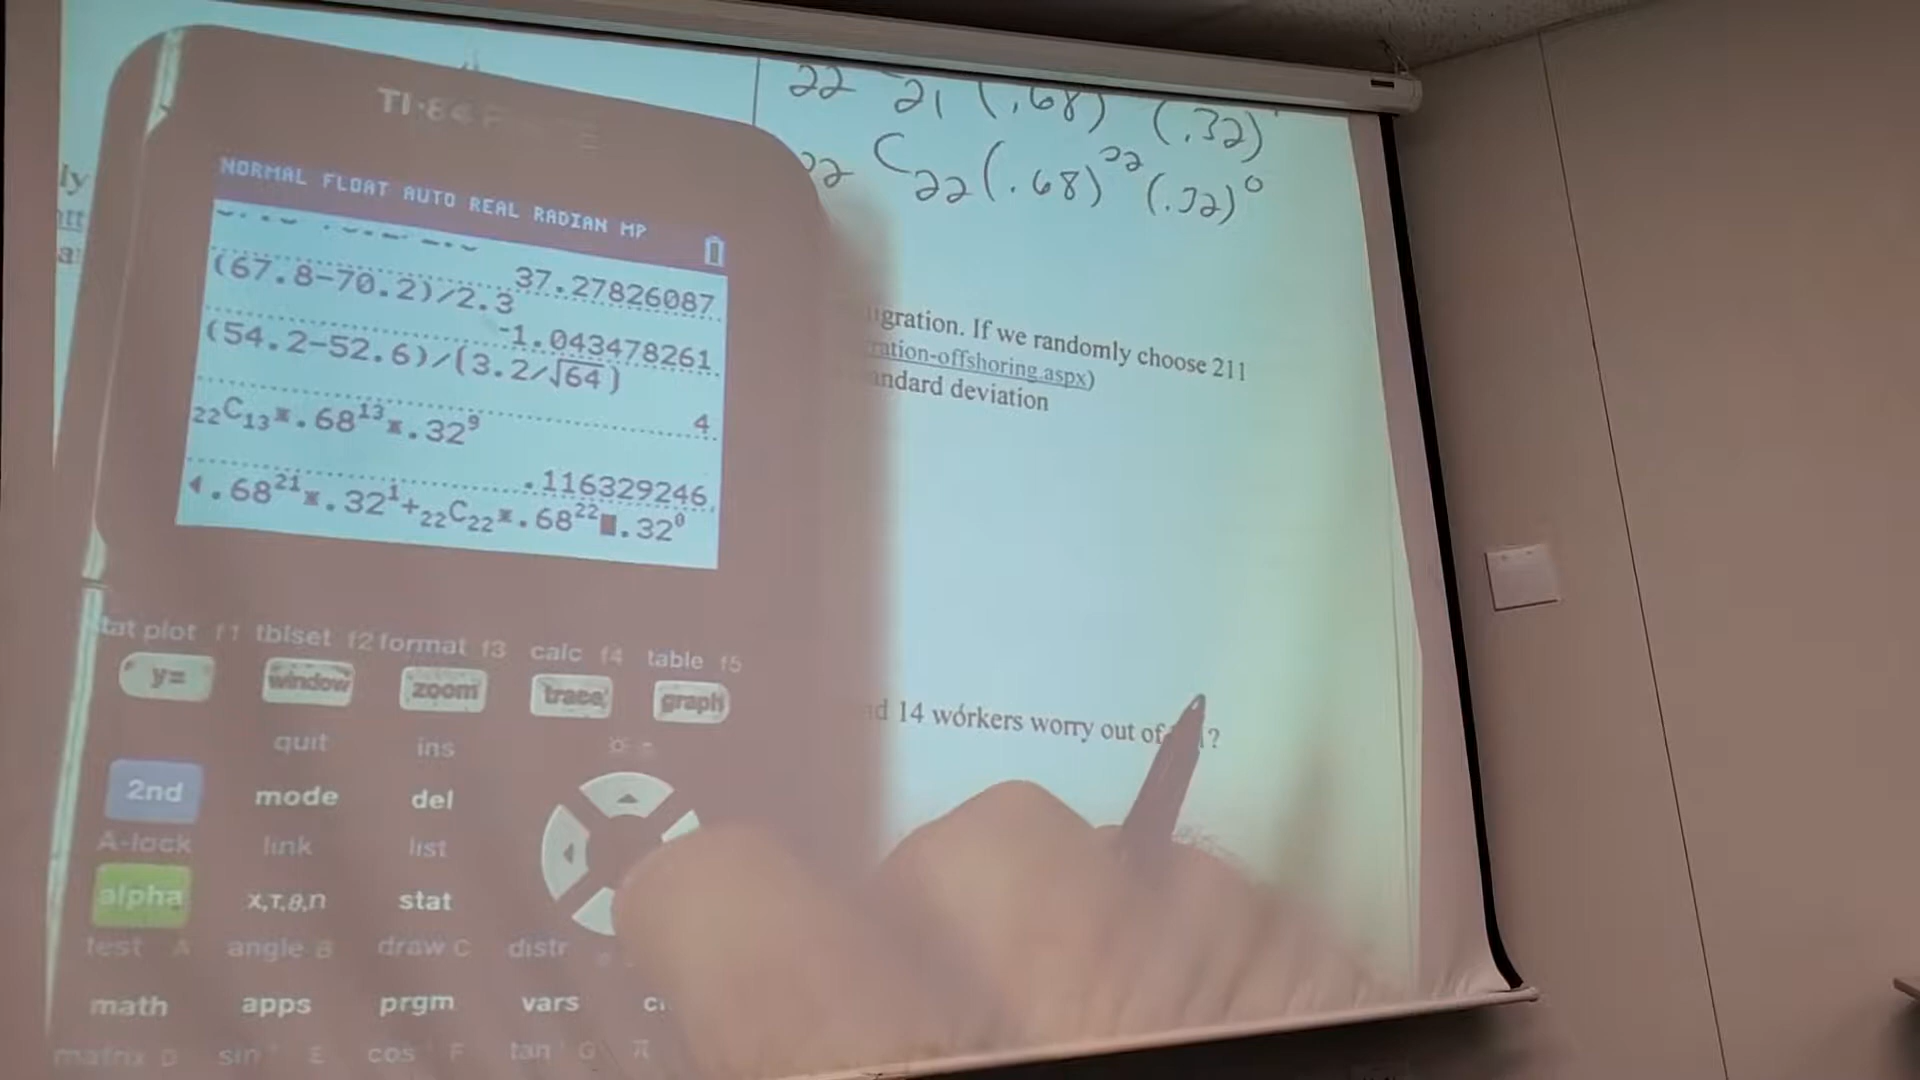 TI-84
NORMAL FLOAT AUTO REAL RADIAN MP
37.27826087
(67.8-70.2)/2.3
-1.043478261
(54.2-52.6)/(3.2/√64)
4
₂₂C₁₃*.68¹³*.32⁹
.116329246
.68²¹*.32¹+₂₂C₂₂*.68²² .32⁰
stat plot f1 tblset f2 format f3 calc f4 table f5
y= window zoom trace graph
quit ins
2nd mode del
A-lock link list
alpha X,T,θ,n stat
test A angle B draw C distr
math apps prgm vars
matrix D sin⁻¹ E cos⁻¹ F tan⁻¹ G π
22 21 (.68) (.32)
22 C₂₂(.68)²² (.32)⁰
ly
If we randomly choose 211
ration-offshoring.aspx)
andard deviation
14 workers worry out of ?